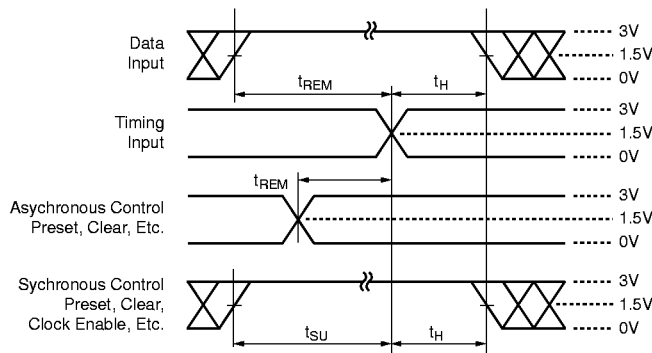 Data
Input
3V
1.5V
0V
tREM
tH
Timing
Input
3V
1.5V
0V
tREM
Asychronous Control
Preset, Clear, Etc.
3V
1.5V
0V
Sychronous Control
Preset, Clear,
Clock Enable, Etc.
3V
1.5V
0V
tSU
tH